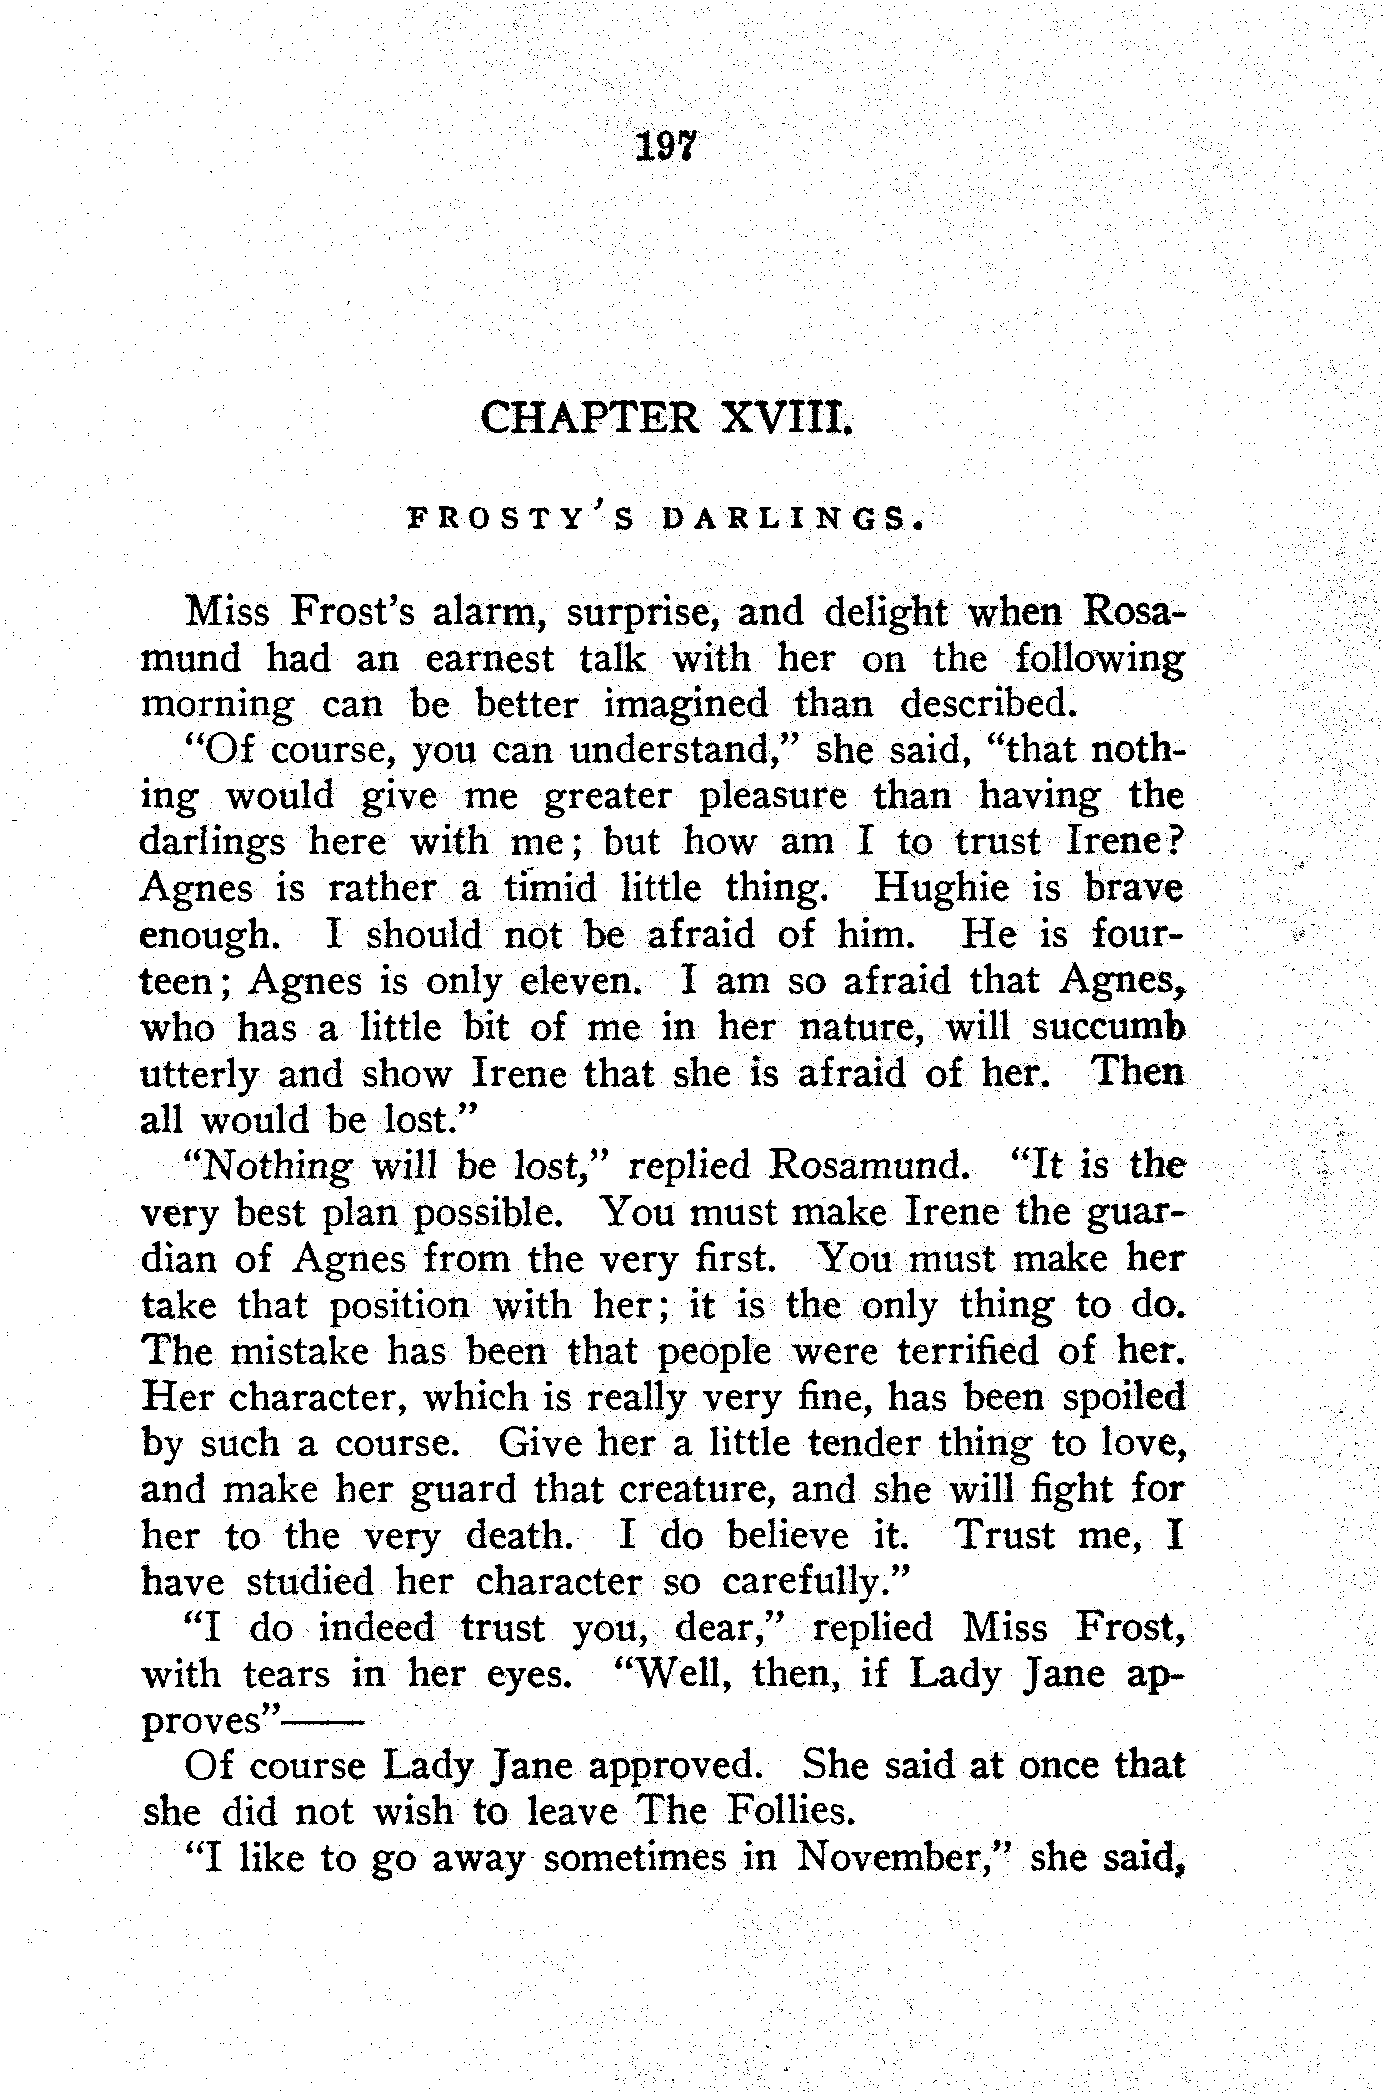 197
CHAPTER XVIII.
FROSTY'S DARLINGS.
Miss Frost's alarm, surprise, and delight when Rosa-
mund had an earnest talk with her on the following
morning can be better imagined than described.
"Of course, you can understand," she said, "that noth-
ing would give me greater pleasure than having the
darlings here with me; but how am I to trust Irene?
Agnes is rather a timid little thing. Hughie is brave
enough. I should not be afraid of him. He is four-
teen; Agnes is only eleven. I am so afraid that Agnes,
who has a little bit of me in her nature, will succumb
utterly and show Irene that she is afraid of her. Then
all would be lost."
"Nothing will be lost," replied Rosamund. "It is the
very best plan possible. You must make Irene the guar-
dian of Agnes from the very first. You must make her
take that position with her; it is the only thing to do.
The mistake has been that people were terrified of her.
Her character, which is really very fine, has been spoiled
by such a course. Give her a little tender thing to love,
and make her guard that creature, and she will fight for
her to the very death. I do believe it. Trust me, I
have studied her character so carefully."
"I do indeed trust you, dear," replied Miss Frost,
with tears in her eyes. "Well, then, if Lady Jane ap-
proves"——
Of course Lady Jane approved. She said at once that
she did not wish to leave The Follies.
"I like to go away sometimes in November," she said,